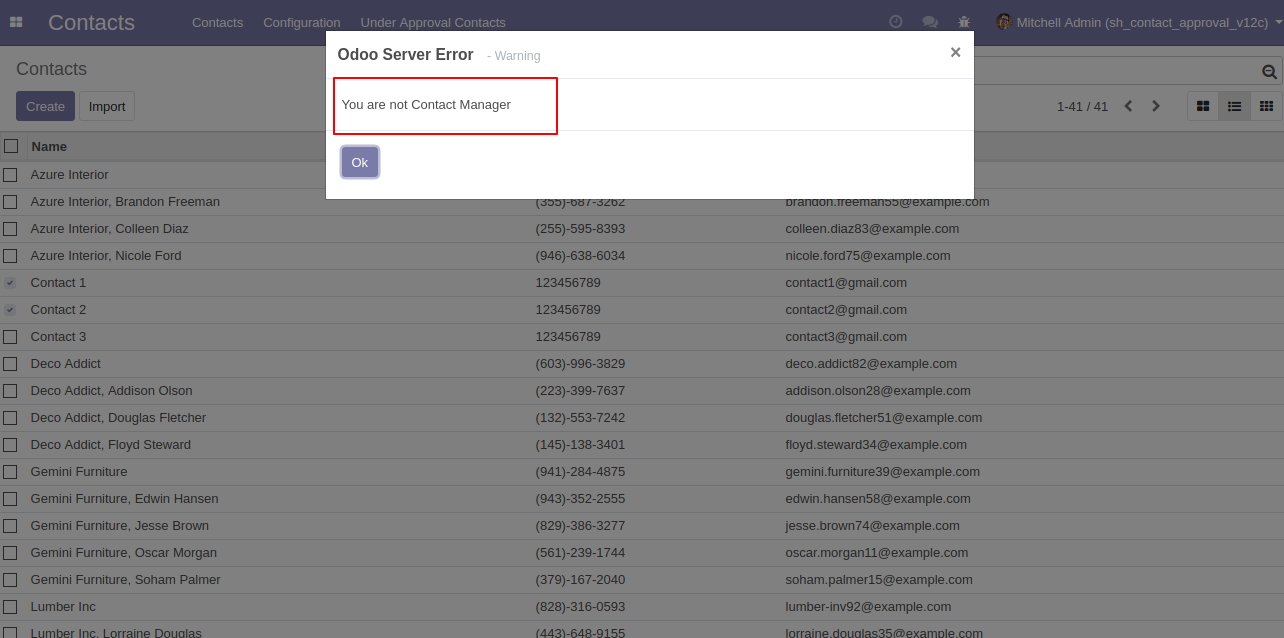 Contacts Contacts Configuration Under Approval Contacts Mitchell Admin (sh_contact_approval_v12c)
Odoo Server Error - Warning ×
Contacts
You are not Contact Manager
Create Import 1-41 / 41
Name
Ok
Azure Interior
Azure Interior, Brandon Freeman (355)-687-3262 brandon.freeman55@example.com
Azure Interior, Colleen Diaz (255)-595-8393 colleen.diaz83@example.com
Azure Interior, Nicole Ford (946)-638-6034 nicole.ford75@example.com
Contact 1 123456789 contact1@gmail.com
Contact 2 123456789 contact2@gmail.com
Contact 3 123456789 contact3@gmail.com
Deco Addict (603)-996-3829 deco.addict82@example.com
Deco Addict, Addison Olson (223)-399-7637 addison.olson28@example.com
Deco Addict, Douglas Fletcher (132)-553-7242 douglas.fletcher51@example.com
Deco Addict, Floyd Steward (145)-138-3401 floyd.steward34@example.com
Gemini Furniture (941)-284-4875 gemini.furniture39@example.com
Gemini Furniture, Edwin Hansen (943)-352-2555 edwin.hansen58@example.com
Gemini Furniture, Jesse Brown (829)-386-3277 jesse.brown74@example.com
Gemini Furniture, Oscar Morgan (561)-239-1744 oscar.morgan11@example.com
Gemini Furniture, Soham Palmer (379)-167-2040 soham.palmer15@example.com
Lumber Inc (828)-316-0593 lumber-inv92@example.com
Lumber Inc, Lorraine Douglas (443)-648-9155 lorraine.douglas35@example.com